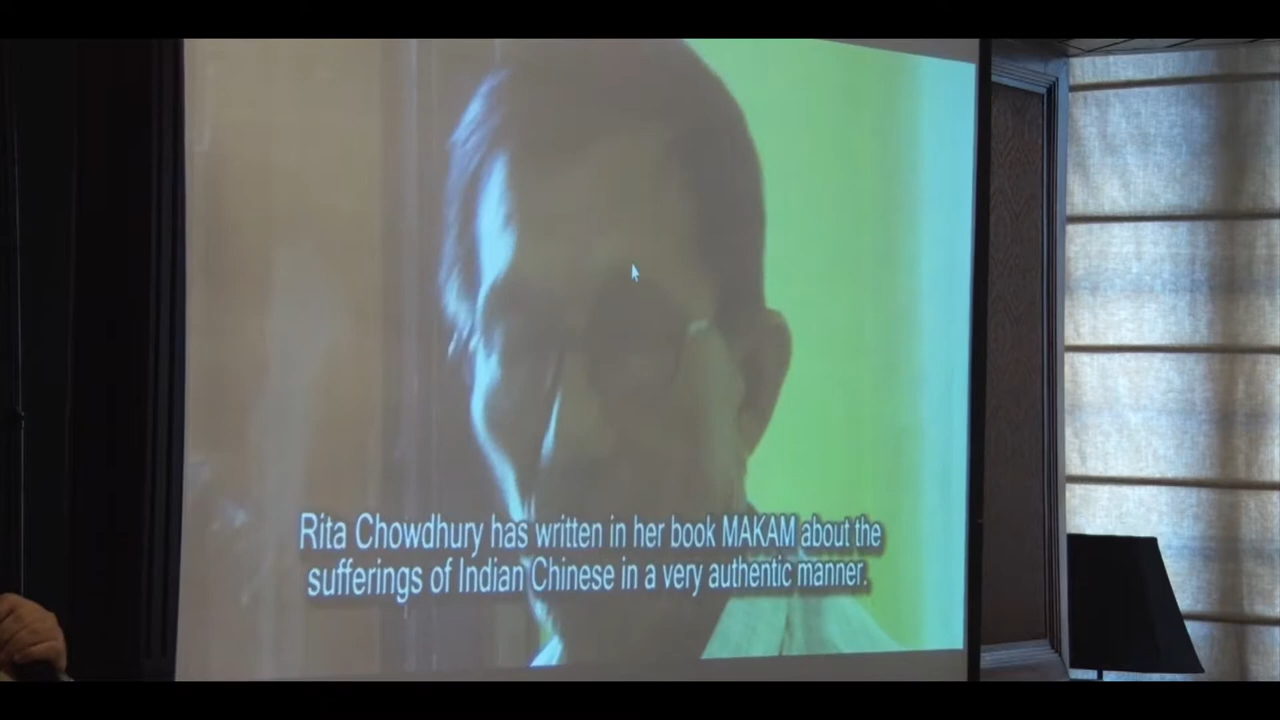 Rita Chowdhury has written in her book MAKAM about the
sufferings of Indian Chinese in a very authentic manner.